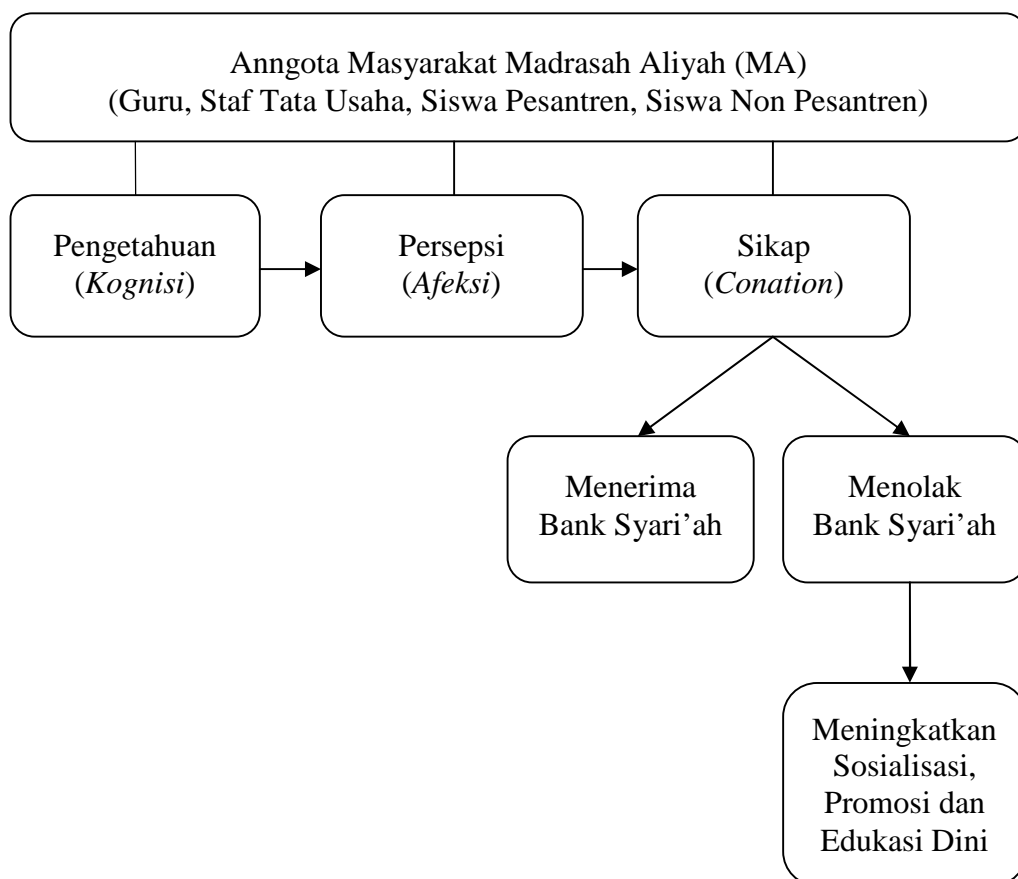 Anngota Masyarakat Madrasah Aliyah (MA)
(Guru, Staf Tata Usaha, Siswa Pesantren, Siswa Non Pesantren)
Pengetahuan
(Kognisi)
Persepsi
(Afeksi)
Sikap
(Conation)
Menerima
Bank Syari’ah
Menolak
Bank Syari’ah
Meningkatkan
Sosialisasi,
Promosi dan
Edukasi Dini